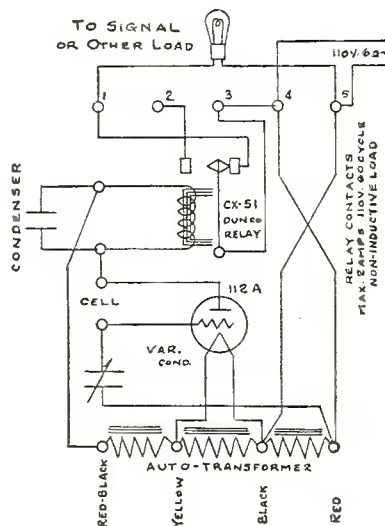 TO SIGNAL
OR OTHER LOAD
110V. 60~
1 2 3 4 5
CONDENSER
CX-51
DUNCO
RELAY
RELAY CONTACTS
MAX. 2 AMPS 110V. 60 CYCLE
NON-INDUCTIVE LOAD
CELL
112A
VAR.
COND.
AUTO-TRANSFORMER
RED-BLACK
YELLOW
BLACK
RED